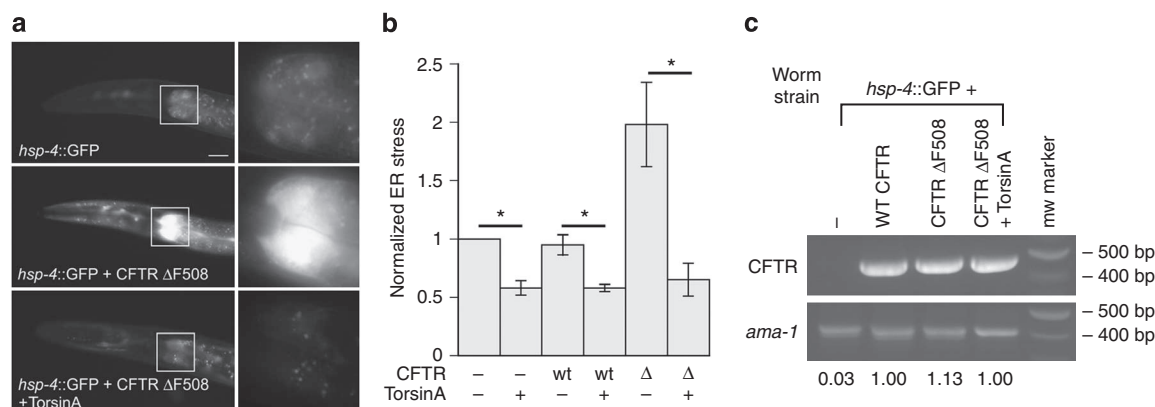 a
hsp-4::GFP
hsp-4::GFP + CFTR ΔF508
hsp-4::GFP + CFTR ΔF508
+TorsinA
b
Normalized ER stress
2.5
2
1.5
1
0.5
0
* * *
CFTR – – wt wt Δ Δ
TorsinA – + – + – +
c
Worm
strain
hsp-4::GFP +
–
WT CFTR
CFTR ΔF508
CFTR ΔF508
+ TorsinA
mw marker
CFTR
– 500 bp
– 400 bp
ama-1
– 500 bp
– 400 bp
0.03 1.00 1.13 1.00